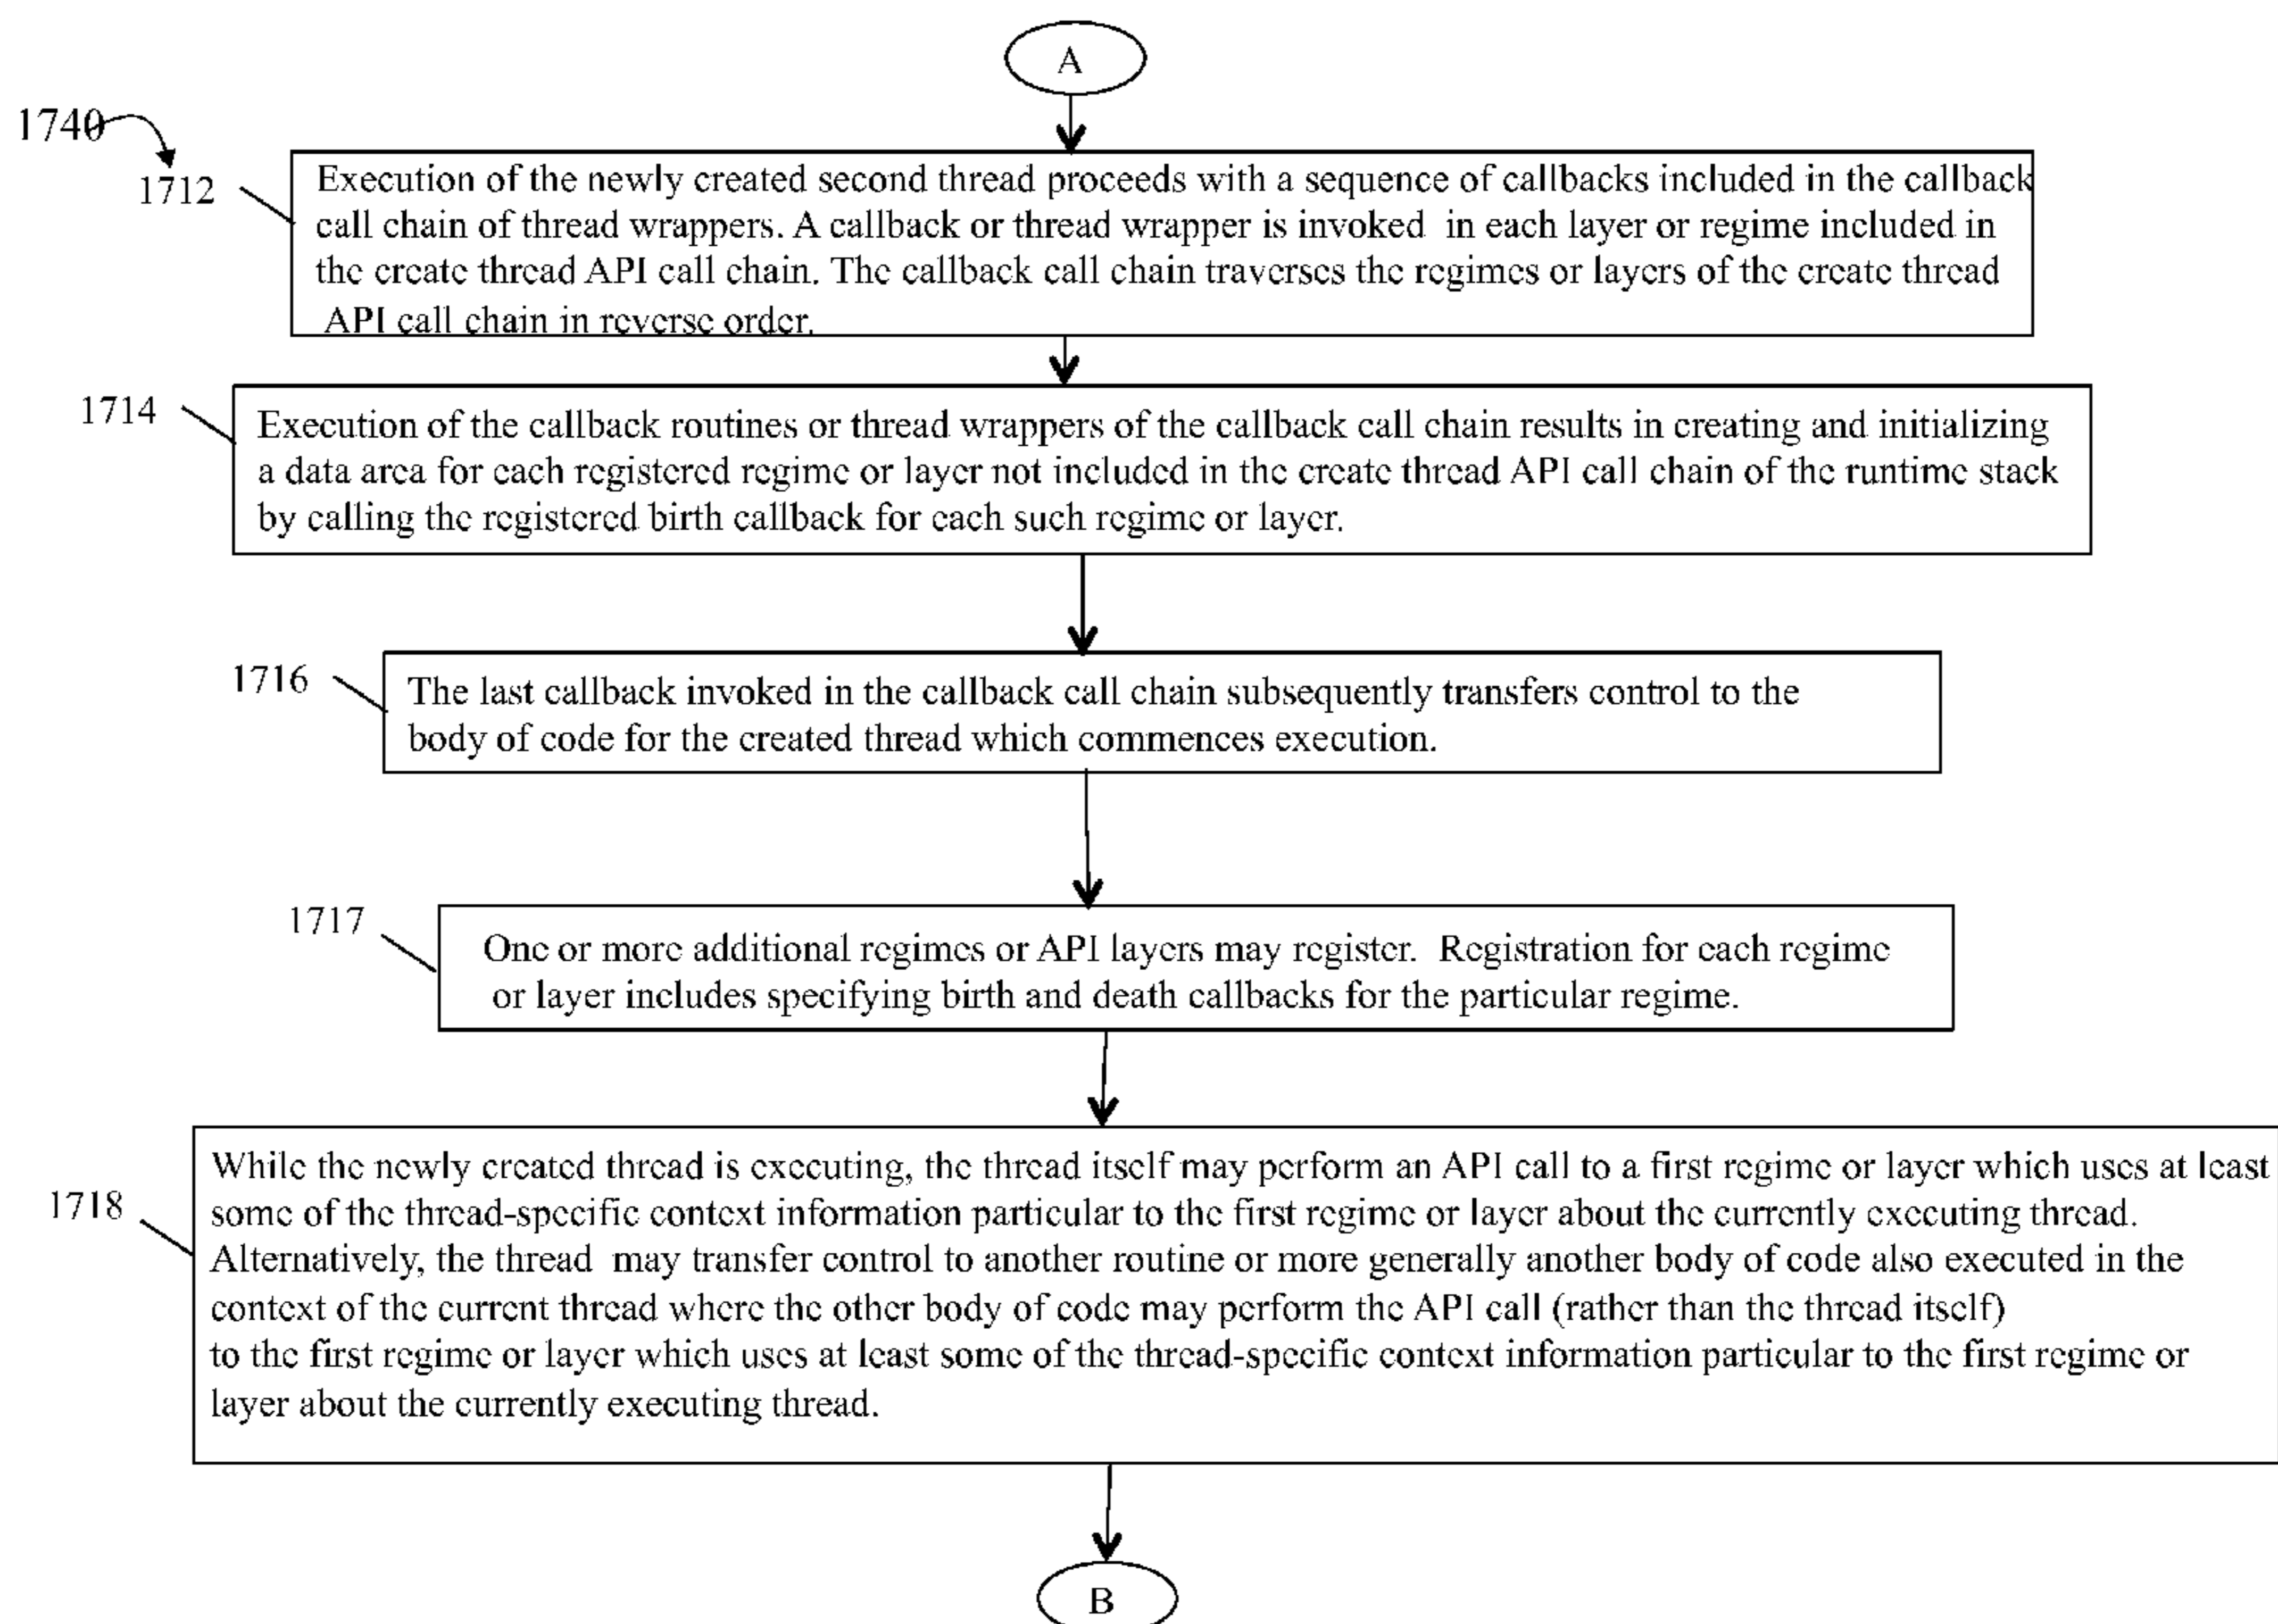 A
1740
1712
Execution of the newly created second thread proceeds with a sequence of callbacks included in the callback
call chain of thread wrappers. A callback or thread wrapper is invoked in each layer or regime included in
the create thread API call chain. The callback call chain traverses the regimes or layers of the create thread
API call chain in reverse order.
1714
Execution of the callback routines or thread wrappers of the callback call chain results in creating and initializing
a data area for each registered regime or layer not included in the create thread API call chain of the runtime stack
by calling the registered birth callback for each such regime or layer.
1716
The last callback invoked in the callback call chain subsequently transfers control to the
body of code for the created thread which commences execution.
1717
One or more additional regimes or API layers may register. Registration for each regime
or layer includes specifying birth and death callbacks for the particular regime.
1718
While the newly created thread is executing, the thread itself may perform an API call to a first regime or layer which uses at least
some of the thread-specific context information particular to the first regime or layer about the currently executing thread.
Alternatively, the thread may transfer control to another routine or more generally another body of code also executed in the
context of the current thread where the other body of code may perform the API call (rather than the thread itself)
to the first regime or layer which uses at least some of the thread-specific context information particular to the first regime or
layer about the currently executing thread.
B